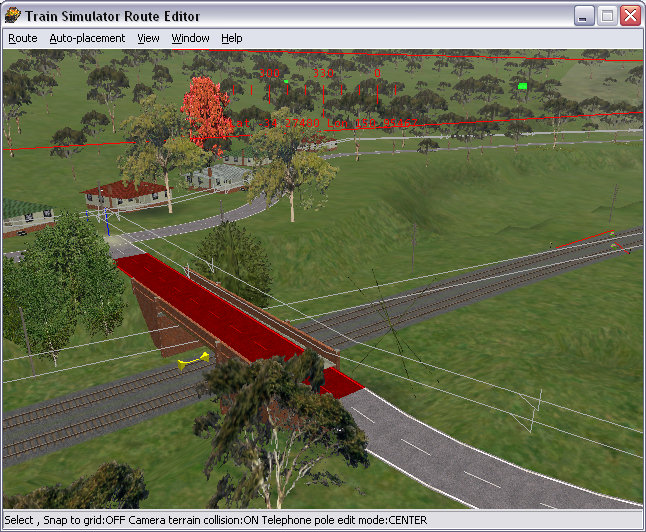 Train Simulator Route Editor
Route Auto-placement View Window Help
Select , Snap to grid:OFF Camera terrain collision:ON Telephone pole edit mode:CENTER